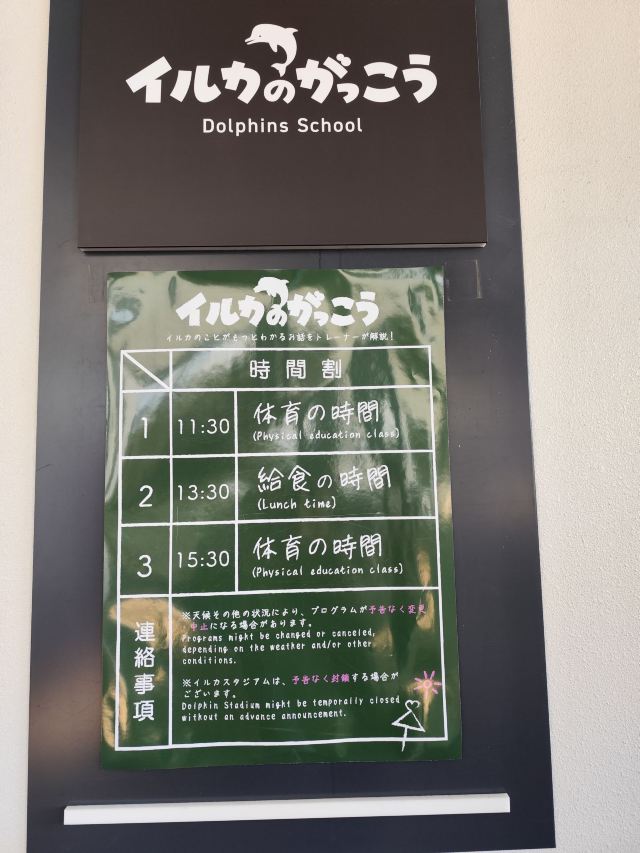 イルカのがっこう
Dolphins School
イルカのがっこう
イルカのことがもっとわかるお話をトレーナーが解説！
時間割
1 11:30 体育の時間
(Physical education class)
2 13:30 給食の時間
(Lunch time)
3 15:30 体育の時間
(Physical education class)
連絡事項
※天候その他の状況により、プログラムが予告なく変更
・中止になる場合があります。
Programs might be changed or canceled,
depending on the weather and/or other
conditions.
※イルカスタジアムは、予告なく封鎖する場合が
ございます。
Dolpkin Stadium might be temporally closed
without an advance announcement.